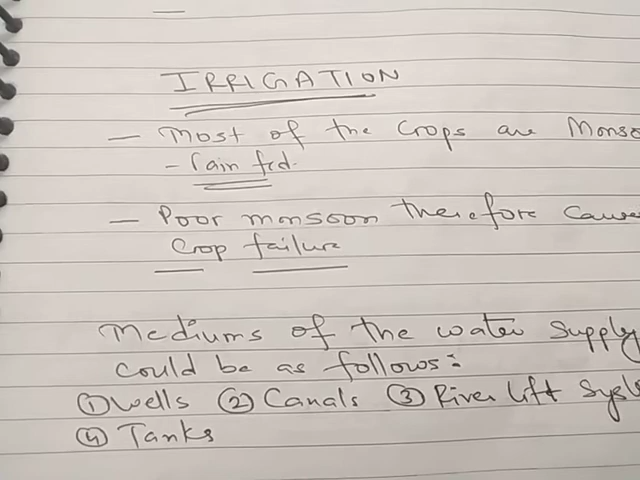 IRRIGATION
— Most of the Crops are Monso
- rain fed.
— Poor monsoon therefore Cause
Crop failure
Mediums of the water supply
could be as follows:
① Wells ② Canals ③ River lift Syst
④ Tanks